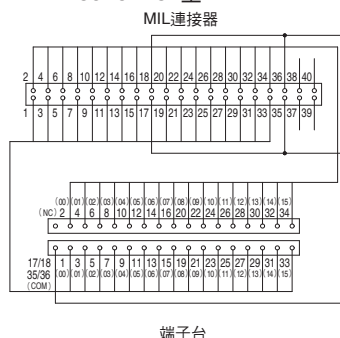 MIL連接器
2 4 6 8 10 12 14 16 18 20 22 24 26 28 30 32 34 36 38 40
1 3 5 7 9 11 13 15 17 19 21 23 25 27 29 31 33 35 37 39
(00)(01)(02)(03)(04)(05)(06)(07)(08)(09)(10)(11)(12)(13)(14)(15)
(NC) 2 4 6 8 10 12 14 16 20 22 24 26 28 30 32 34
17/18 1 3 5 7 9 11 13 15 19 21 23 25 27 29 31 33
35/36 (00)(01)(02)(03)(04)(05)(06)(07)(08)(09)(10)(11)(12)(13)(14)(15)
(COM)
端子台